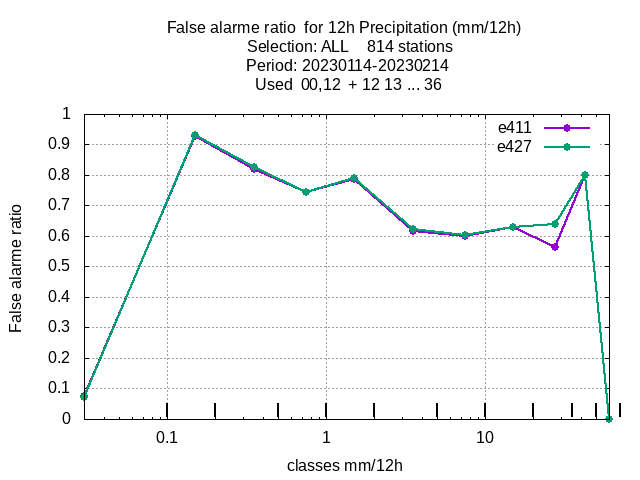 False alarme ratio  for 12h Precipitation (mm/12h)
Selection: ALL    814 stations
Period: 20230114-20230214
Used  00,12  + 12 13 ... 36
e411
e427
1
0.9
0.8
0.7
0.6
0.5
0.4
0.3
0.2
0.1
0
False alarme ratio
0.1
1
10
classes mm/12h